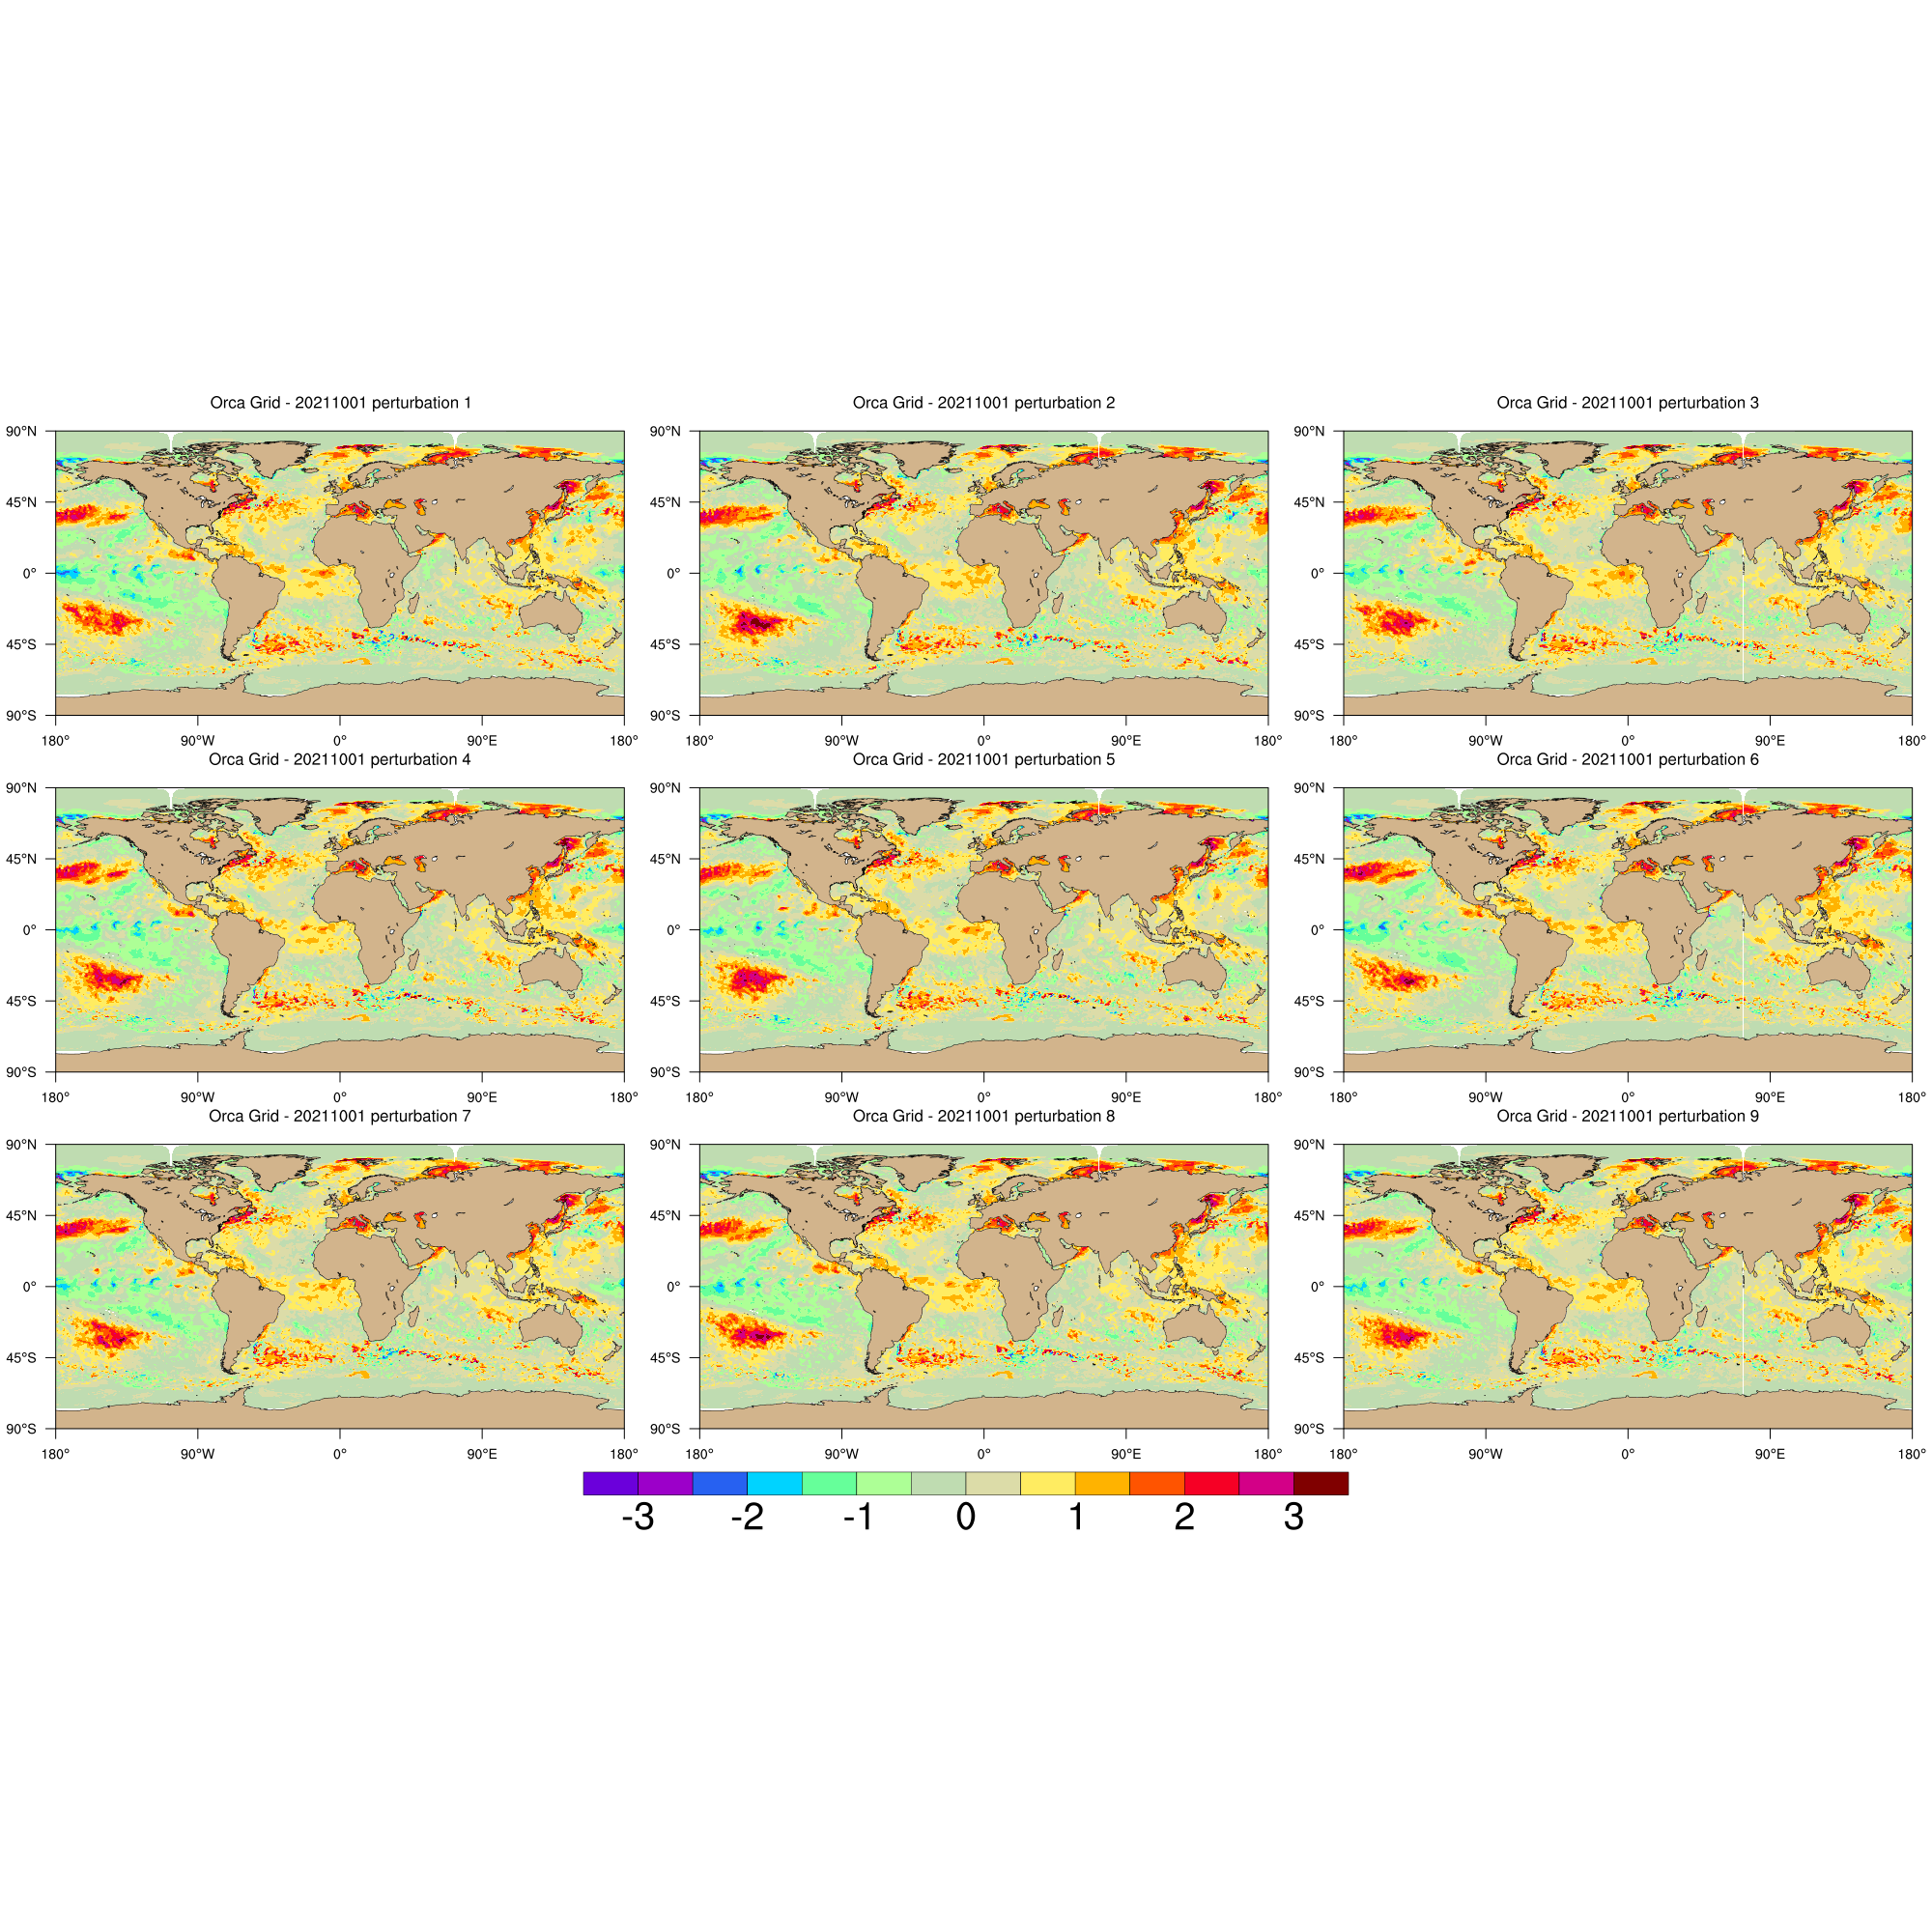 Orca Grid - 20211001 perturbation 1
Orca Grid - 20211001 perturbation 2
Orca Grid - 20211001 perturbation 3
90°N
45°N
0°
45°S
90°S
180°
90°W
0°
90°E
180°
90°N
45°N
0°
45°S
90°S
180°
90°W
0°
90°E
180°
90°N
45°N
0°
45°S
90°S
180°
90°W
0°
90°E
180°
Orca Grid - 20211001 perturbation 4
Orca Grid - 20211001 perturbation 5
Orca Grid - 20211001 perturbation 6
90°N
45°N
0°
45°S
90°S
180°
90°W
0°
90°E
180°
90°N
45°N
0°
45°S
90°S
180°
90°W
0°
90°E
180°
90°N
45°N
0°
45°S
90°S
180°
90°W
0°
90°E
180°
Orca Grid - 20211001 perturbation 7
Orca Grid - 20211001 perturbation 8
Orca Grid - 20211001 perturbation 9
90°N
45°N
0°
45°S
90°S
180°
90°W
0°
90°E
180°
90°N
45°N
0°
45°S
90°S
180°
90°W
0°
90°E
180°
90°N
45°N
0°
45°S
90°S
180°
90°W
0°
90°E
180°
-3 -2 -1 0 1 2 3